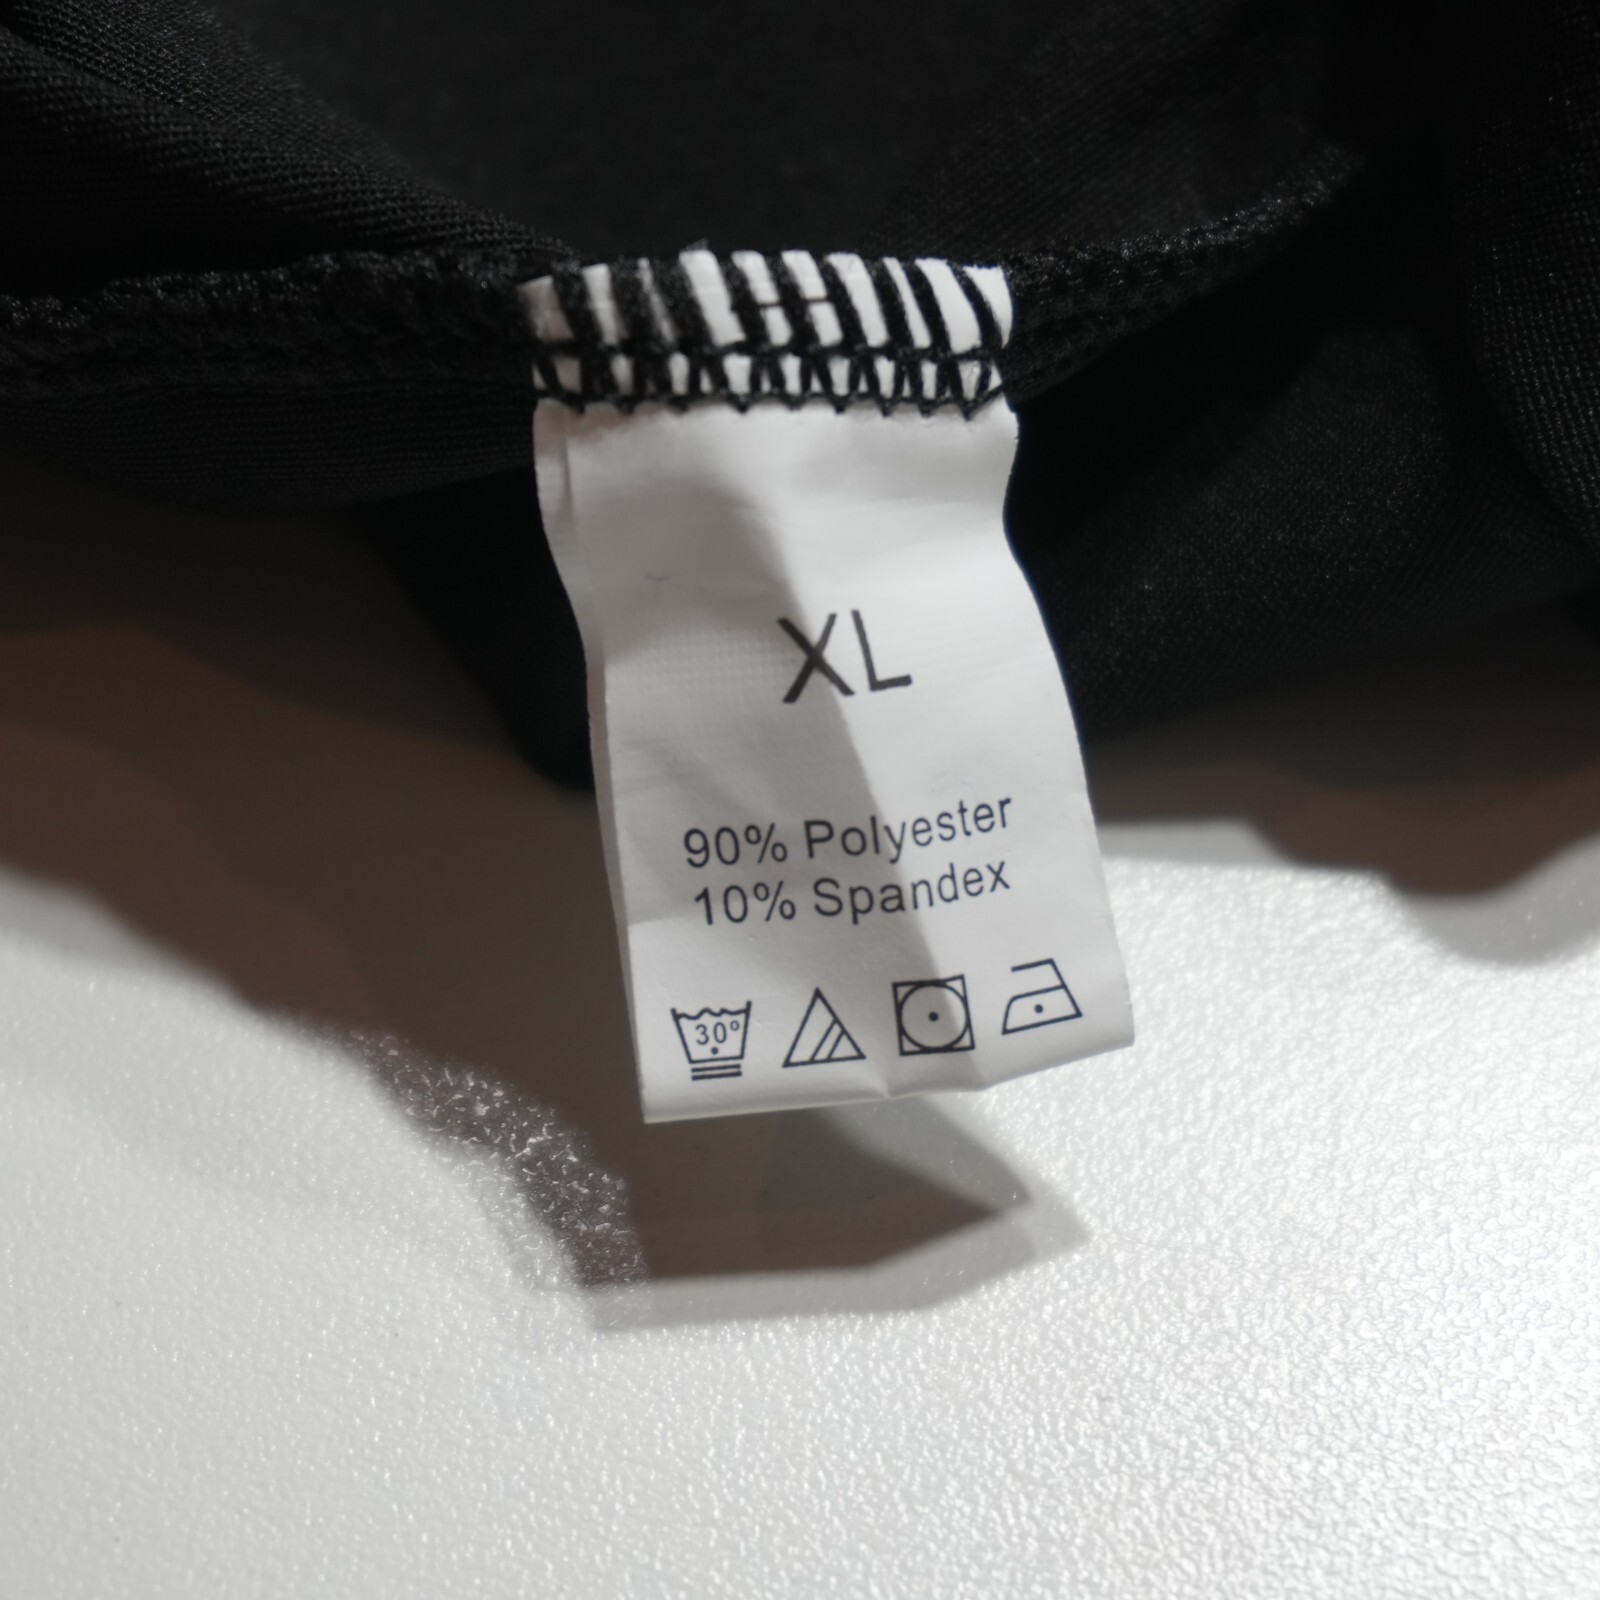 XL
90% Polyester
10% Spandex
30°